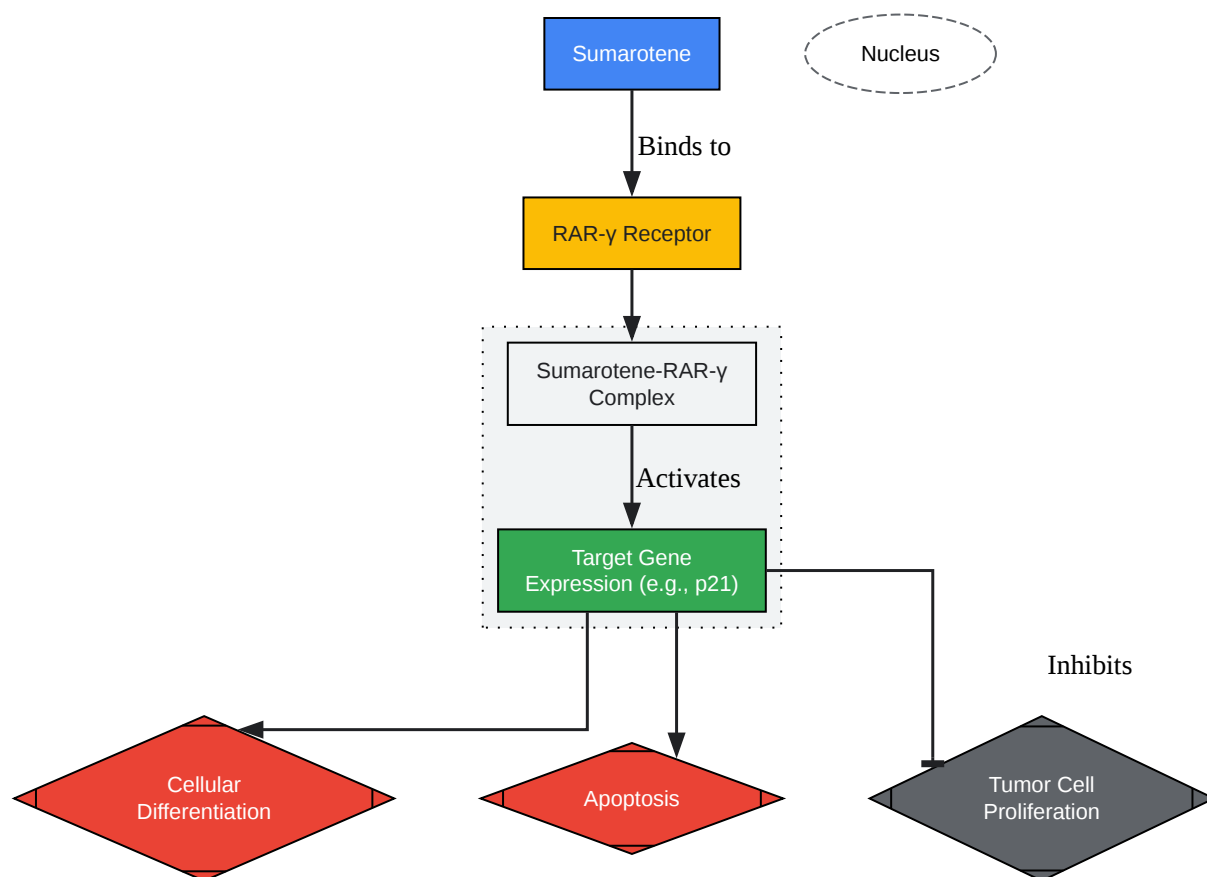 Sumarotene
Nucleus
Binds to
RAR-γ Receptor
Sumarotene-RAR-γ
Complex
Activates
Target Gene
Expression (e.g., p21)
Inhibits
Cellular
Differentiation
Apoptosis
Tumor Cell
Proliferation